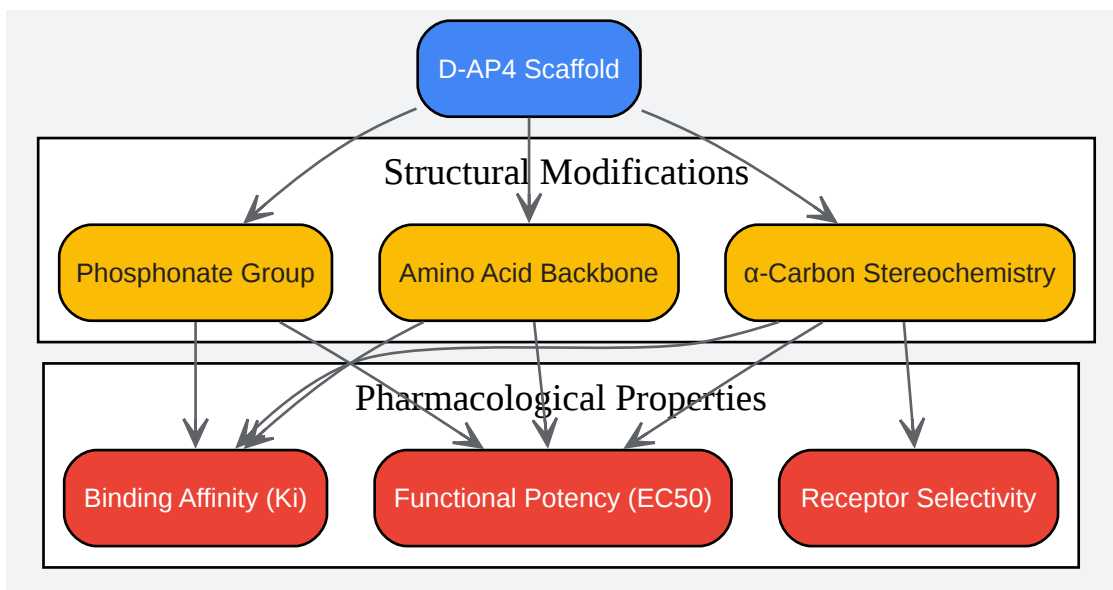 D-AP4 Scaffold
Structural Modifications
Phosphonate Group
Amino Acid Backbone
α-Carbon Stereochemistry
Pharmacological Properties
Binding Affinity (Ki)
Functional Potency (EC50)
Receptor Selectivity